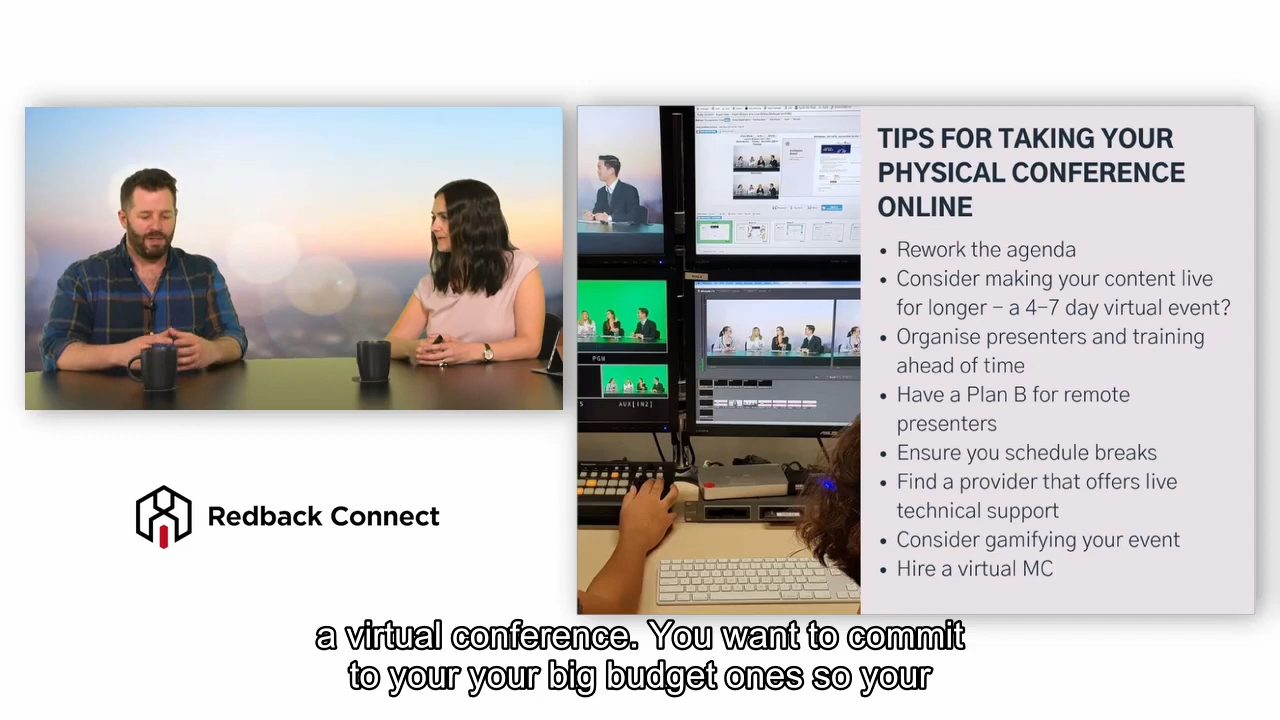 TIPS FOR TAKING YOUR
PHYSICAL CONFERENCE
ONLINE
• Rework the agenda
• Consider making your content live
for longer – a 4–7 day virtual event?
• Organise presenters and training
ahead of time
• Have a Plan B for remote
presenters
• Ensure you schedule breaks
• Find a provider that offers live
technical support
• Consider gamifying your event
• Hire a virtual MC
PGM
AUX[IN2]
Redback Connect
a virtual conference. You want to commit
to your your big budget ones so your